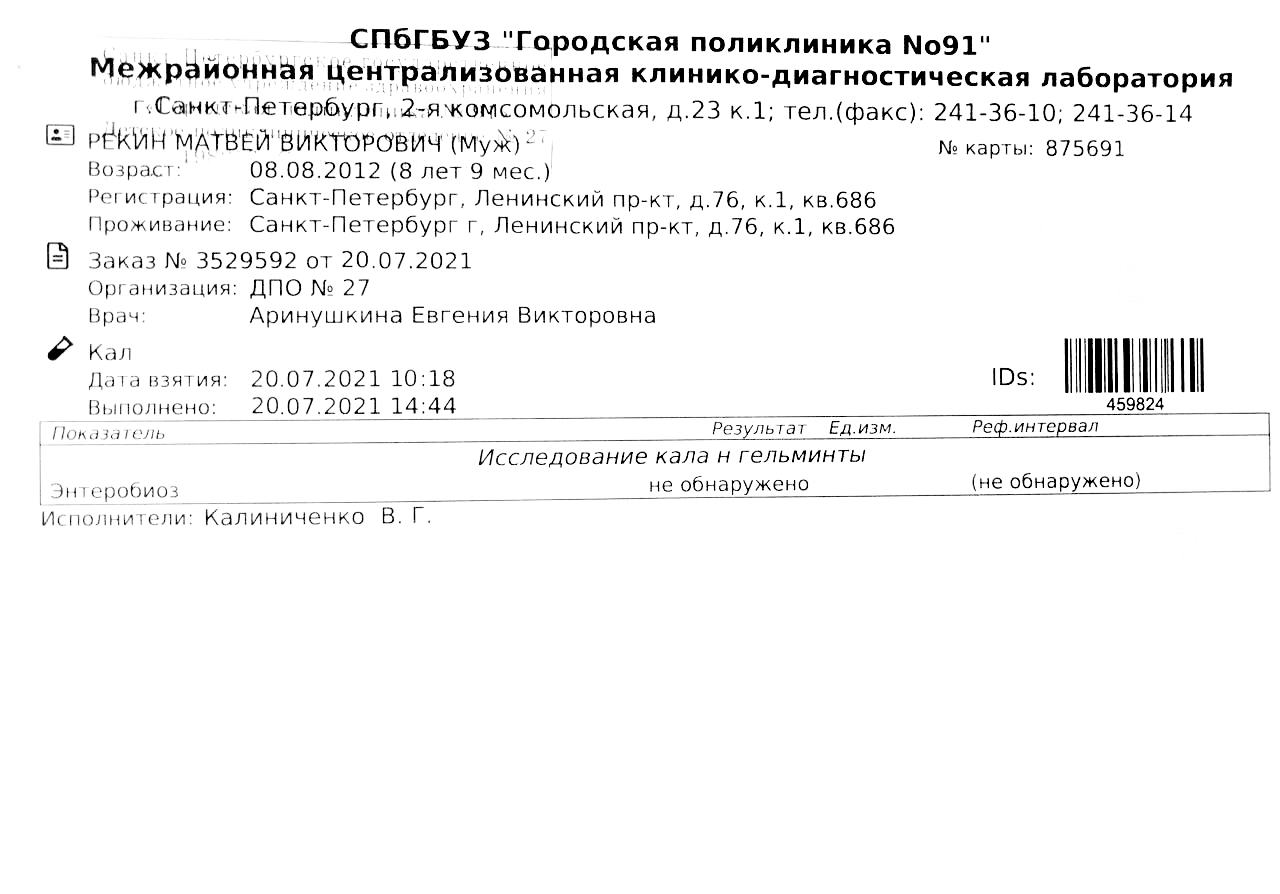 СПбГБУЗ "Городская поликлиника No91"
Межрайонная централизованная клинико-диагностическая лаборатория
г.Санкт-Петербург, 2-я комсомольская, д.23 к.1; тел.(факс): 241-36-10; 241-36-14
РЕКИН МАТВЕЙ ВИКТОРОВИЧ (Муж)
№ карты: 875691
Возраст: 08.08.2012 (8 лет 9 мес.)
Регистрация: Санкт-Петербург, Ленинский пр-кт, д.76, к.1, кв.686
Проживание: Санкт-Петербург г, Ленинский пр-кт, д.76, к.1, кв.686
Заказ № 3529592 от 20.07.2021
Организация: ДПО № 27
Врач: Аринушкина Евгения Викторовна
Кал
Дата взятия: 20.07.2021 10:18
IDs:
Выполнено: 20.07.2021 14:44
459824
Показатель Результат Ед.изм. Реф.интервал
Исследование кала н гельминты
Энтеробиоз не обнаружено (не обнаружено)
Исполнители: Калиниченко В. Г.